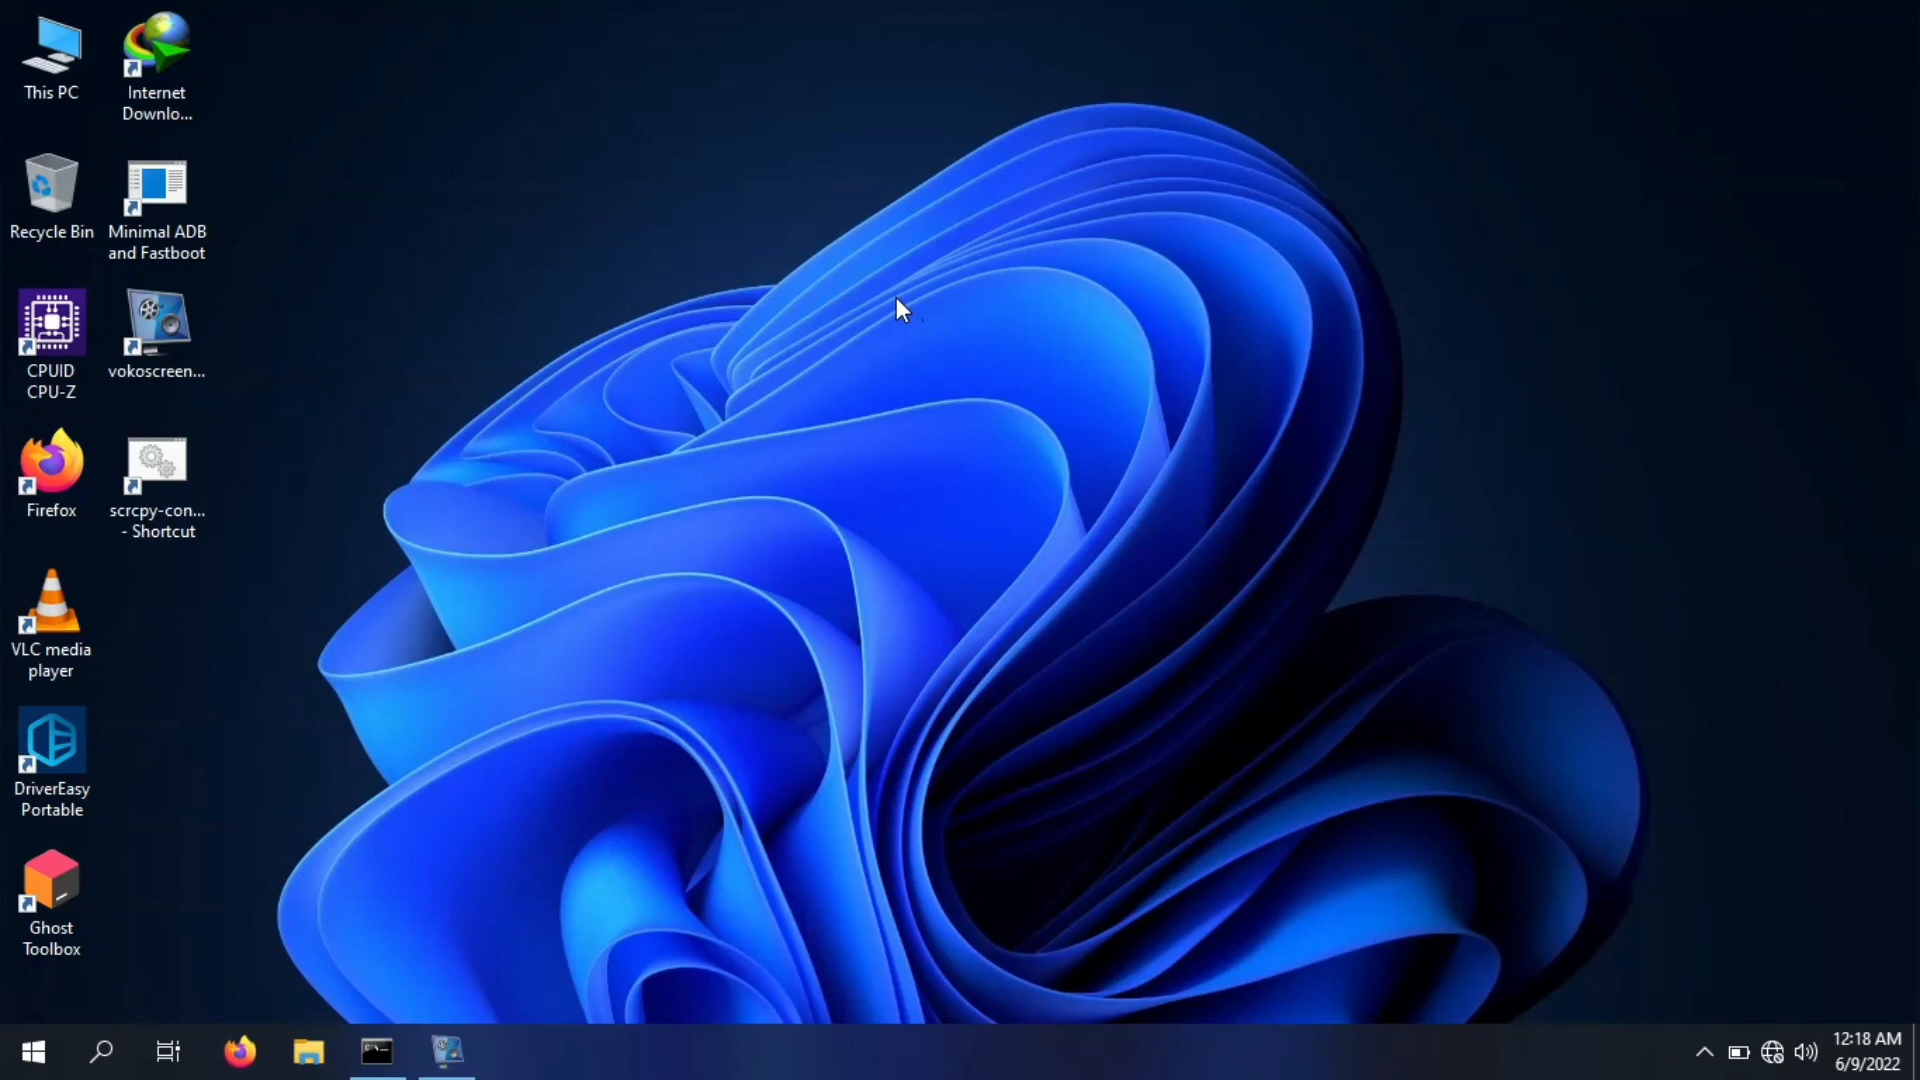 This PC
Internet
Downlo...
Recycle Bin
Minimal ADB
and Fastboot
CPUID
CPU-Z
vokoscreen...
Firefox
scrcpy-con...
- Shortcut
VLC media
player
DriverEasy
Portable
Ghost
Toolbox
12:18 AM
6/9/2022